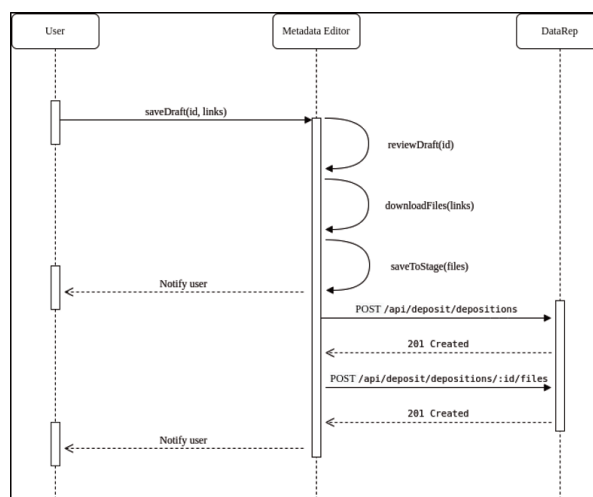 User
Metadata Editor
DataRep
saveDraft(id, links)
reviewDraft(id)
downloadFiles(links)
saveToStage(files)
Notify user
POST /api/deposit/depositions
201 Created
POST /api/deposit/depositions/:id/files
201 Created
Notify user